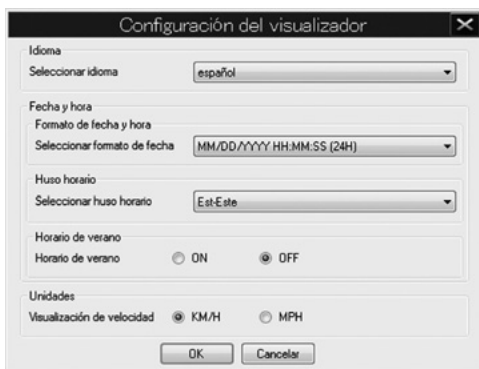 Configuración del visualizador
Idioma
Seleccionar idioma español
Fecha y hora
Formato de fecha y hora
Seleccionar formato de fecha MM/DD/YYYY HH:MM:SS (24H)
Huso horario
Seleccionar huso horario Est-Este
Horario de verano
Horario de verano ON OFF
Unidades
Visualización de velocidad KM/H MPH
OK Cancelar